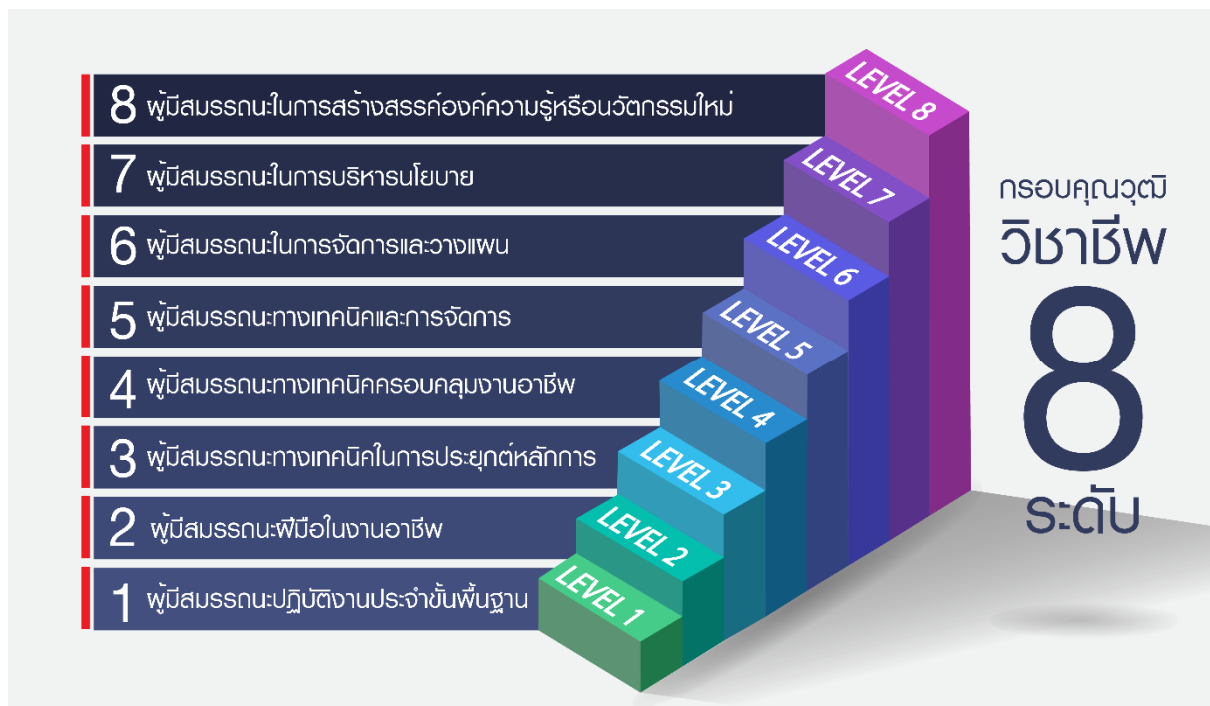 8 ผู้มีสมรรถนะในการสร้างสรรค์องค์ความรู้หรือนวัตกรรมใหม่
7 ผู้มีสมรรถนะในการบริหารนโยบาย
6 ผู้มีสมรรถนะในการจัดการและวางแผน
5 ผู้มีสมรรถนะทางเทคนิคและการจัดการ
4 ผู้มีสมรรถนะทางเทคนิคครอบคลุมงานอาชีพ
3 ผู้มีสมรรถนะทางเทคนิคในการประยุกต์หลักการ
2 ผู้มีสมรรถนะฝีมือในงานอาชีพ
1 ผู้มีสมรรถนะปฏิบัติงานประจำขั้นพื้นฐาน
LEVEL 8
LEVEL 7
LEVEL 6
LEVEL 5
LEVEL 4
LEVEL 3
LEVEL 2
LEVEL 1
กรอบคุณวุฒิ
วิชาชีพ
8
ระดับ